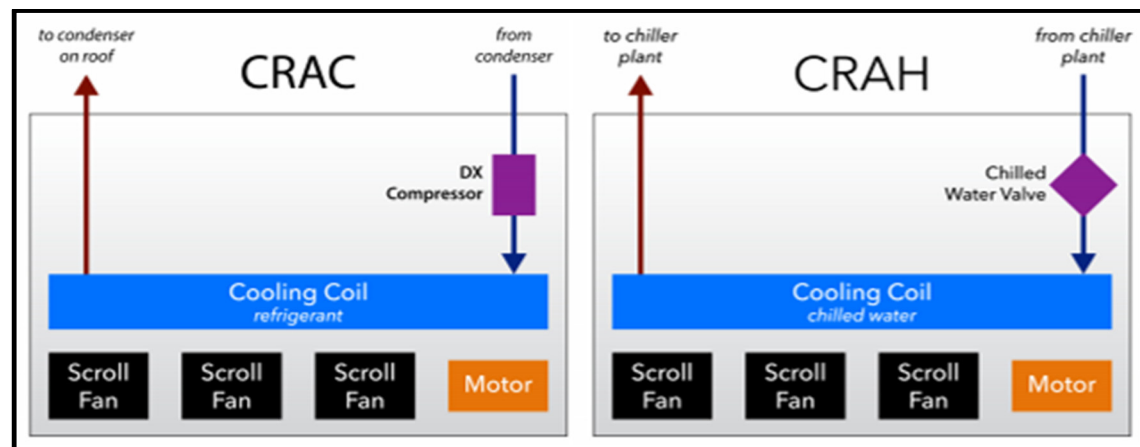 to condenser
on roof
CRAC
from
condenser
DX
Compressor
Cooling Coil
refrigerant
Scroll
Fan
Scroll
Fan
Scroll
Fan
Motor
to chiller
plant
CRAH
from chiller
plant
Chilled
Water Valve
Cooling Coil
chilled water
Scroll
Fan
Scroll
Fan
Scroll
Fan
Motor